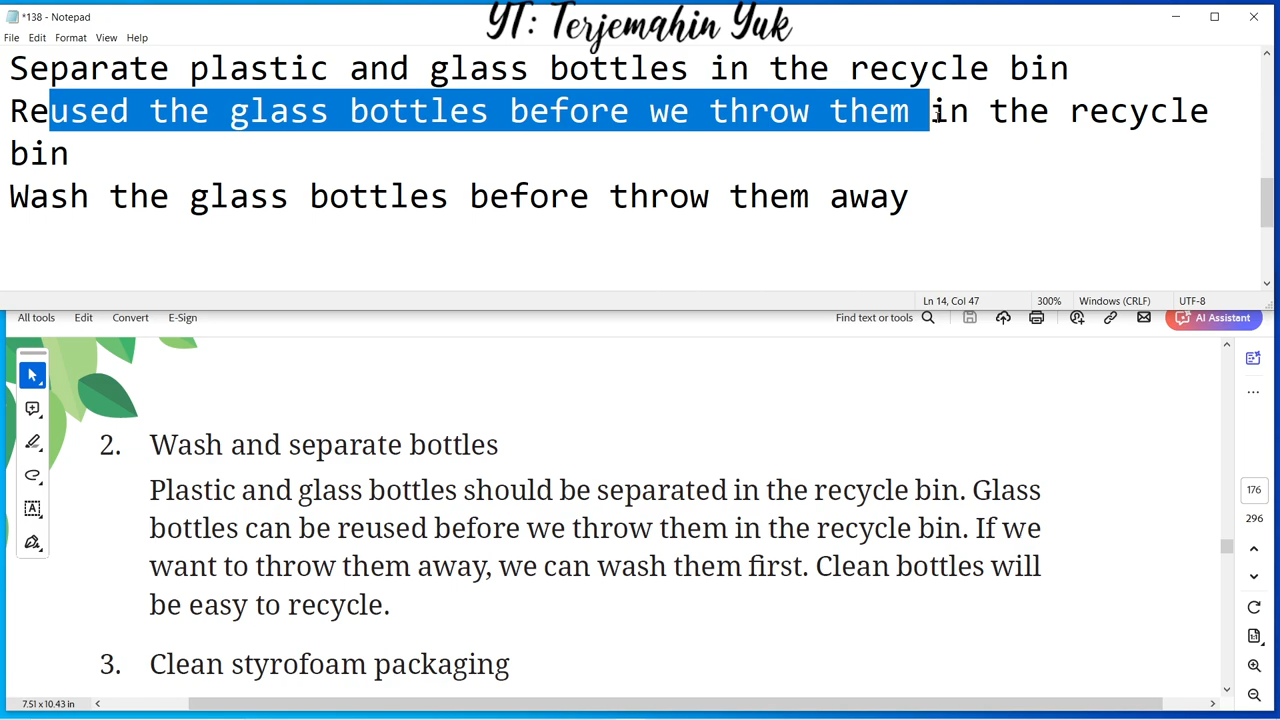 *138 - Notepad
YT: Terjemahin Yuk
File Edit Format View Help
Separate plastic and glass bottles in the recycle bin
Reused the glass bottles before we throw them in the recycle
bin
Wash the glass bottles before throw them away
Ln 14, Col 47 300% Windows (CRLF) UTF-8
All tools Edit Convert E-Sign Find text or tools AI Assistant
2. Wash and separate bottles
Plastic and glass bottles should be separated in the recycle bin. Glass
bottles can be reused before we throw them in the recycle bin. If we
want to throw them away, we can wash them first. Clean bottles will
be easy to recycle.
3. Clean styrofoam packaging
176
296
7.51 x 10.43 in